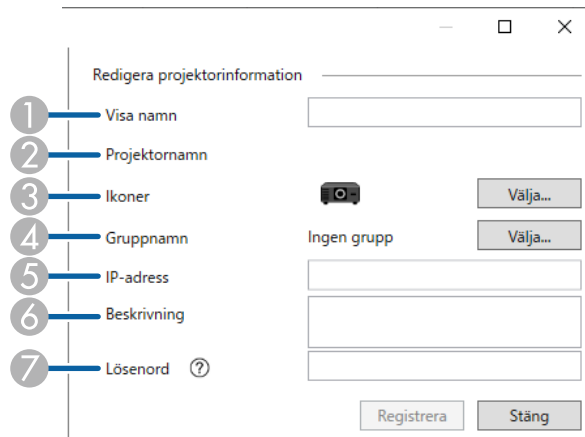 Redigera projektorinformation
1 Visa namn
2 Projektornamn
3 Ikoner Välja...
4 Gruppnamn Ingen grupp Välja...
5 IP-adress
6 Beskrivning
7 Lösenord ?
Registrera Stäng